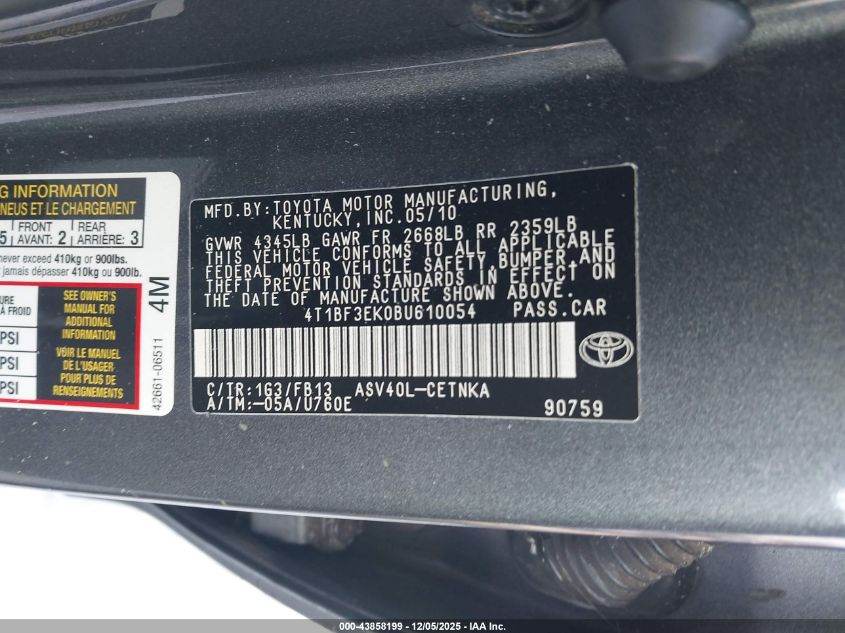 G INFORMATION
NEUS ET LE CHARGEMENT
5 FRONT AVANT: 2 REAR ARRIÈRE: 3
never exceed 410kg or 900lbs.
t jamais dépasser 410kg ou 900lb.
URE
À FROID
PSI
PSI
PSI
SEE OWNER'S
MANUAL FOR
ADDITIONAL
INFORMATION
VOIR LE MANUEL
DE L'USAGER
POUR PLUS DE
RENSEIGNEMENTS
4M
42661-06511
MFD.BY:TOYOTA MOTOR MANUFACTURING,
KENTUCKY,INC.05/10
GVWR 4345LB GAWR FR 2668LB RR 2359LB
THIS VEHICLE CONFORMS TO ALL APPLICABLE
FEDERAL MOTOR VEHICLE SAFETY,BUMPER,AND
THEFT PREVENTION STANDARDS IN EFFECT ON
THE DATE OF MANUFACTURE SHOWN ABOVE.
4T1BF3EK0BU610054 PASS.CAR
C/TR:1G3/FB13 ASV40L-CETNKA
A/TM:-05A/U760E 90759
000-43858199 - 12/05/2025 - IAA Inc.